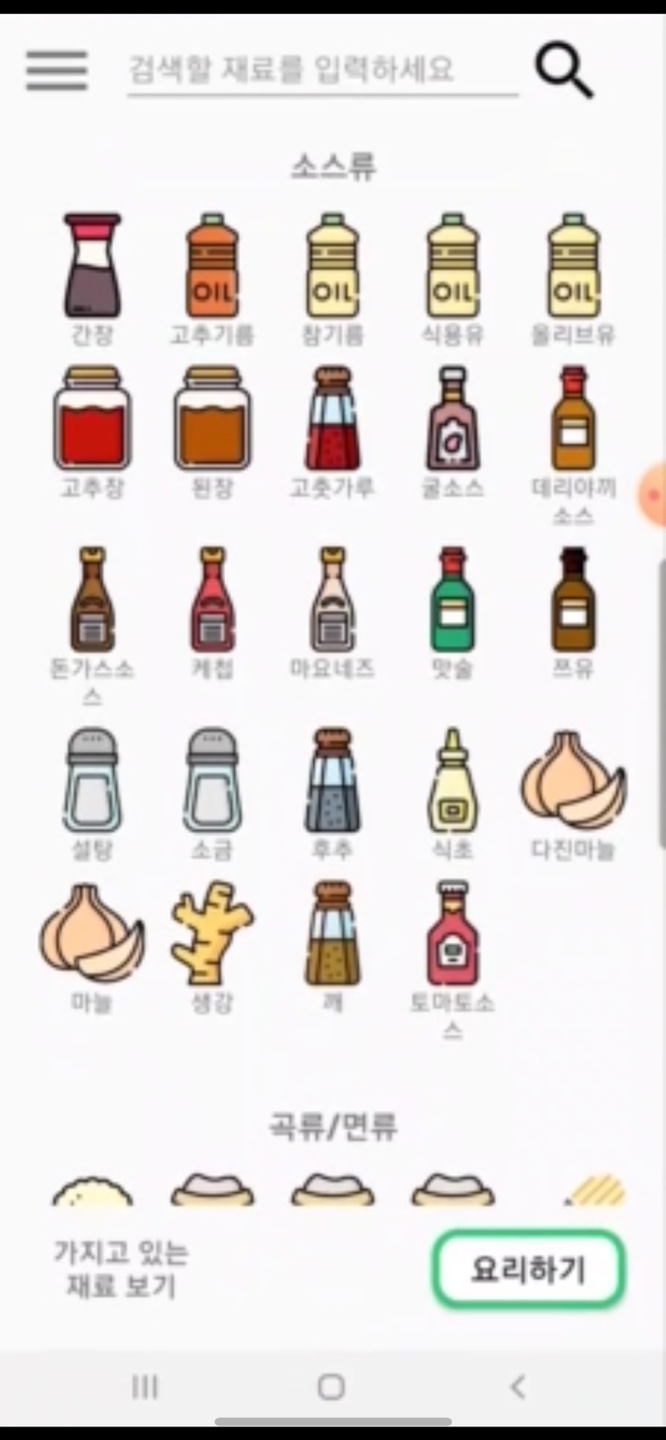 검색할 재료를 입력하세요
소스류
OIL OIL OIL OIL
간장 고추기름 참기름 식용유 올리브유
고추장 된장 고춧가루 굴소스 데리야끼
소스
돈가스소 케첩 마요네즈 맛술 쯔유
스
설탕 소금 후추 식초 다진마늘
마늘 생강 깨 토마토소
스
곡류/면류
가지고 있는
재료 보기
요리하기